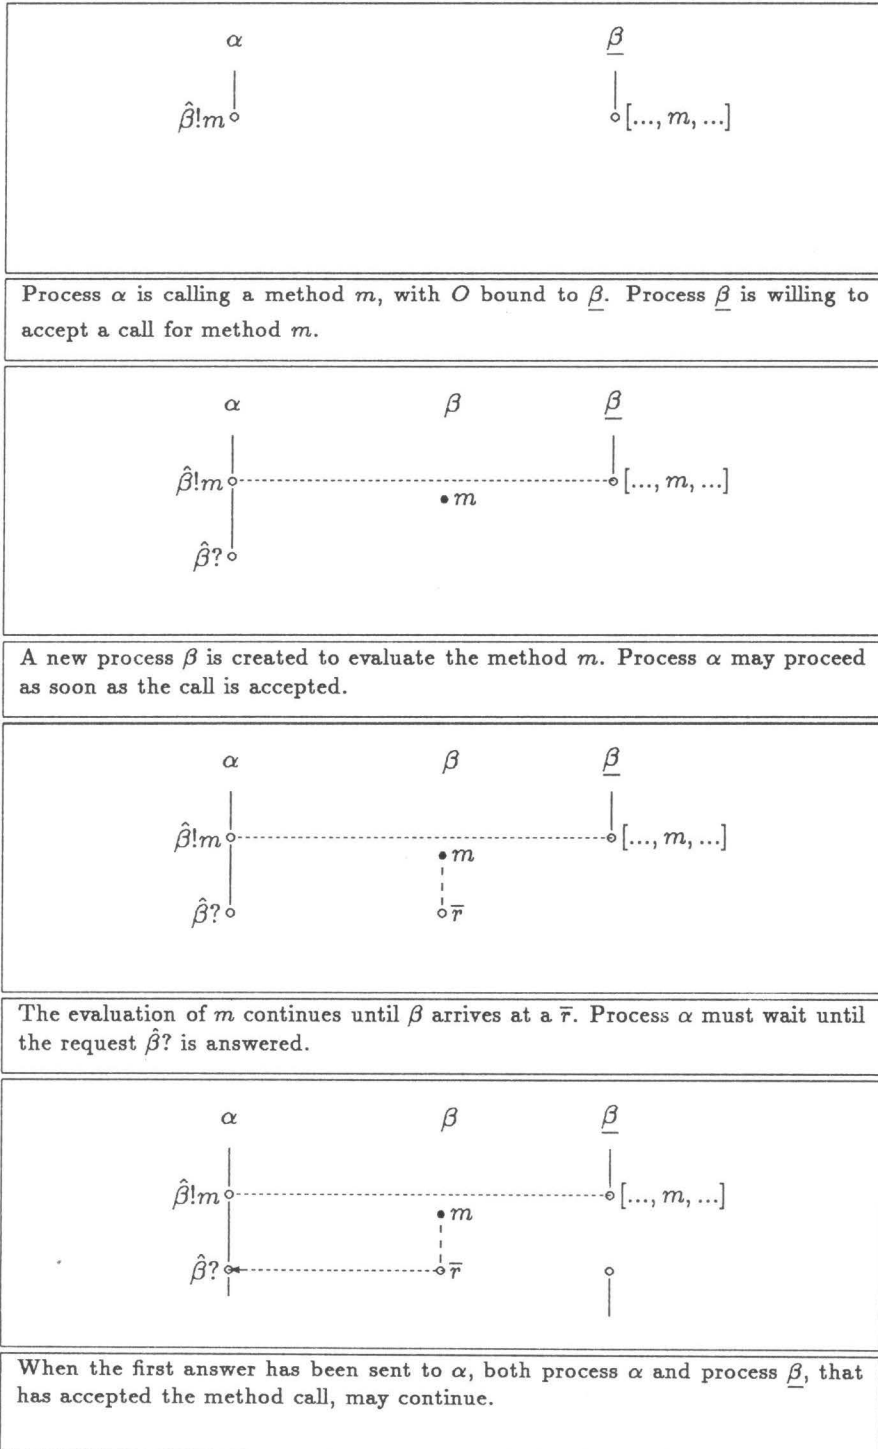 α β̲
β̂!m [..., m, ...]
Process α is calling a method m, with O bound to β̲. Process β̲ is willing to
accept a call for method m.
α β β̲
β̂!m [..., m, ...]
m
β̂?
A new process β is created to evaluate the method m. Process α may proceed
as soon as the call is accepted.
α β β̲
β̂!m [..., m, ...]
m
β̂? r̅
The evaluation of m continues until β arrives at a r̅. Process α must wait until
the request β̂? is answered.
α β β̲
β̂!m [..., m, ...]
m
β̂? r̅
When the first answer has been sent to α, both process α and process β̲, that
has accepted the method call, may continue.